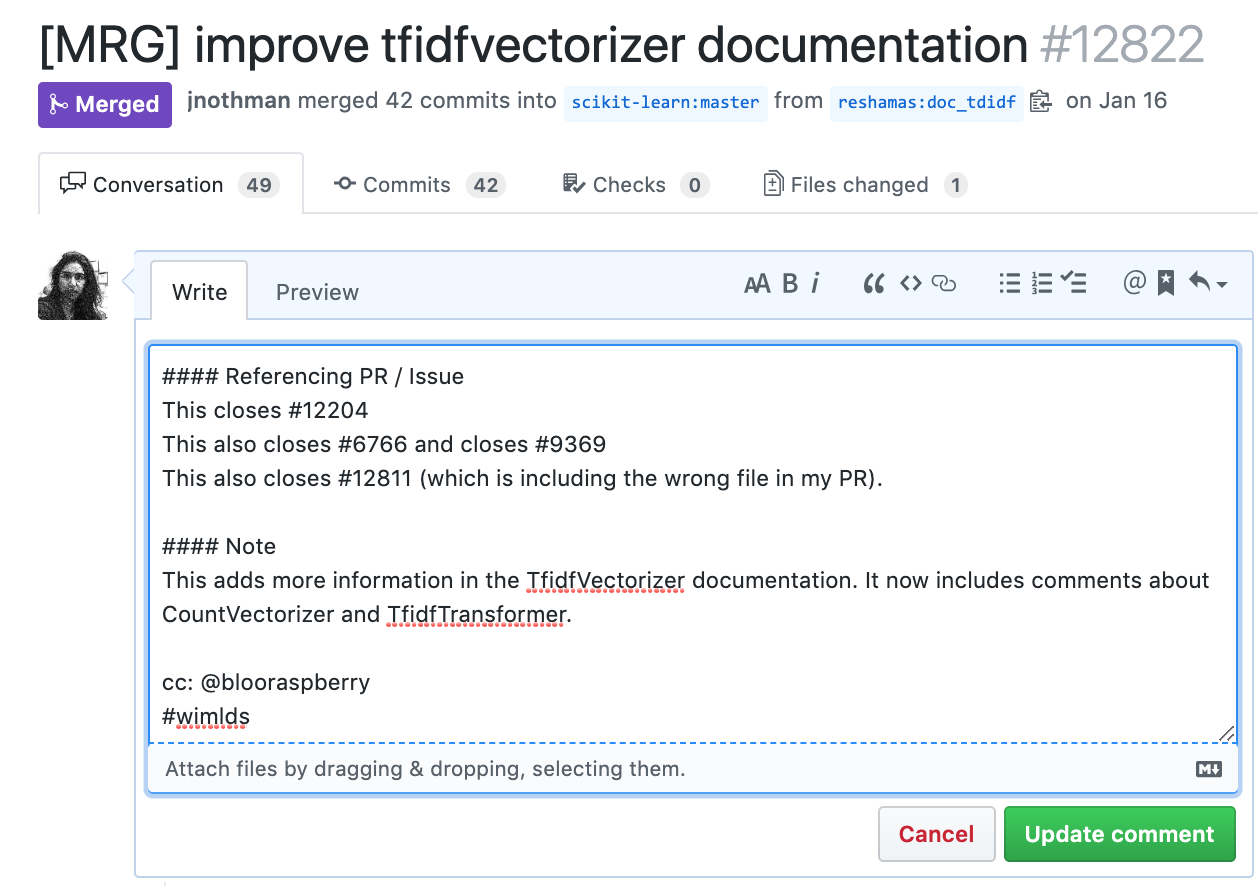 [MRG] improve tfidfvectorizer documentation #12822
Merged jnothman merged 42 commits into scikit-learn:master from reshamas:doc_tdidf on Jan 16
Conversation 49 Commits 42 Checks 0 Files changed 1
Write Preview AA B i
#### Referencing PR / Issue
This closes #12204
This also closes #6766 and closes #9369
This also closes #12811 (which is including the wrong file in my PR).
#### Note
This adds more information in the TfidfVectorizer documentation. It now includes comments about
CountVectorizer and TfidfTransformer.
cc: @blooraspberry
#wimlds
Attach files by dragging & dropping, selecting them.
Cancel Update comment